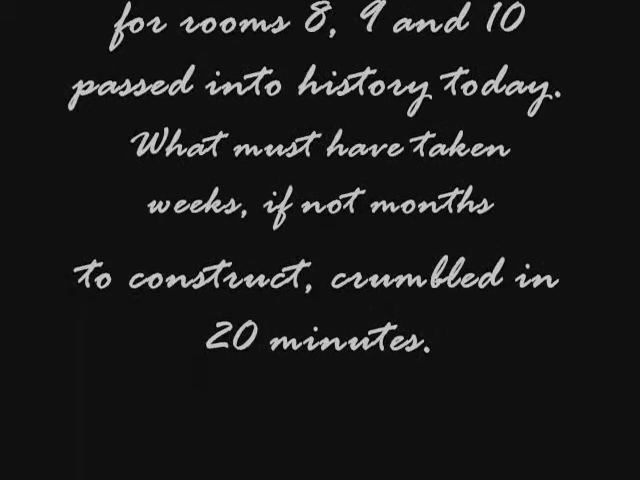 for rooms 8, 9 and 10
passed into history today.
What must have taken
weeks, if not months
to construct, crumbled in
20 minutes.